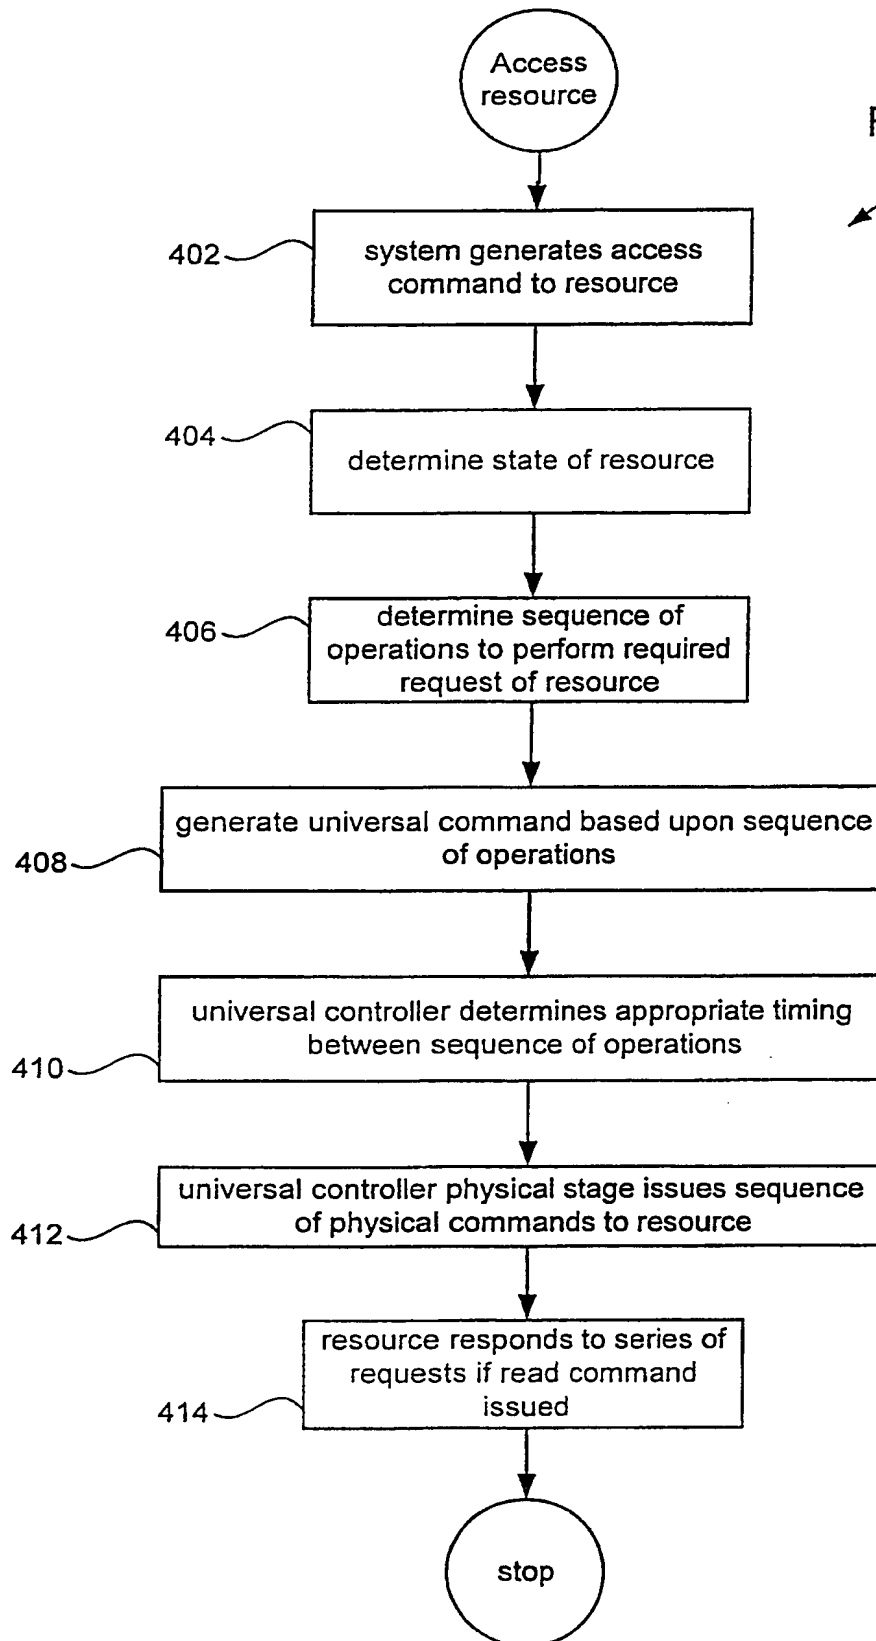 Access
resource
402
system generates access
command to resource
404
determine state of resource
406
determine sequence of
operations to perform required
request of resource
408
generate universal command based upon sequence
of operations
410
universal controller determines appropriate timing
between sequence of operations
412
universal controller physical stage issues sequence
of physical commands to resource
414
resource responds to series of
requests if read command
issued
stop